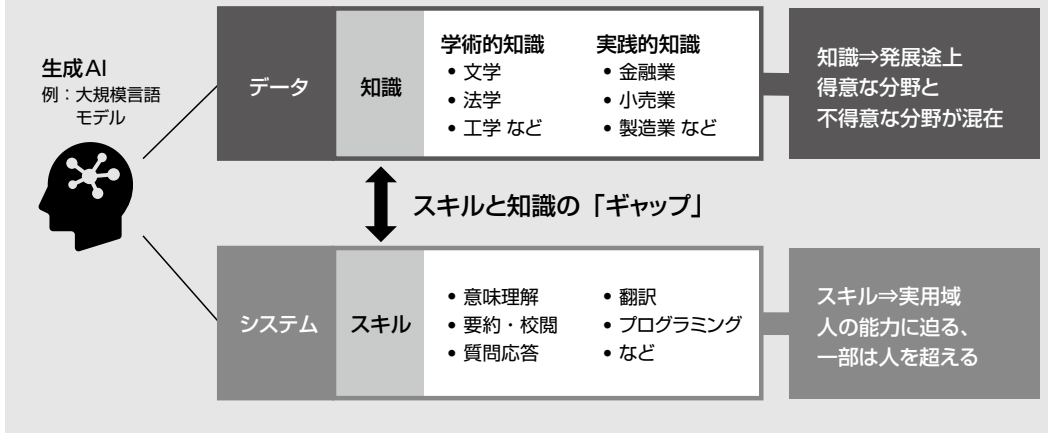 生成AI
例：大規模言語
モデル
データ
知識
学術的知識
• 文学
• 法学
• 工学 など
実践的知識
• 金融業
• 小売業
• 製造業 など
知識⇒発展途上
得意な分野と
不得意な分野が混在
スキルと知識の「ギャップ」
システム
スキル
• 意味理解
• 要約・校閲
• 質問応答
• 翻訳
• プログラミング
• など
スキル⇒実用域
人の能力に迫る、
一部は人を超える